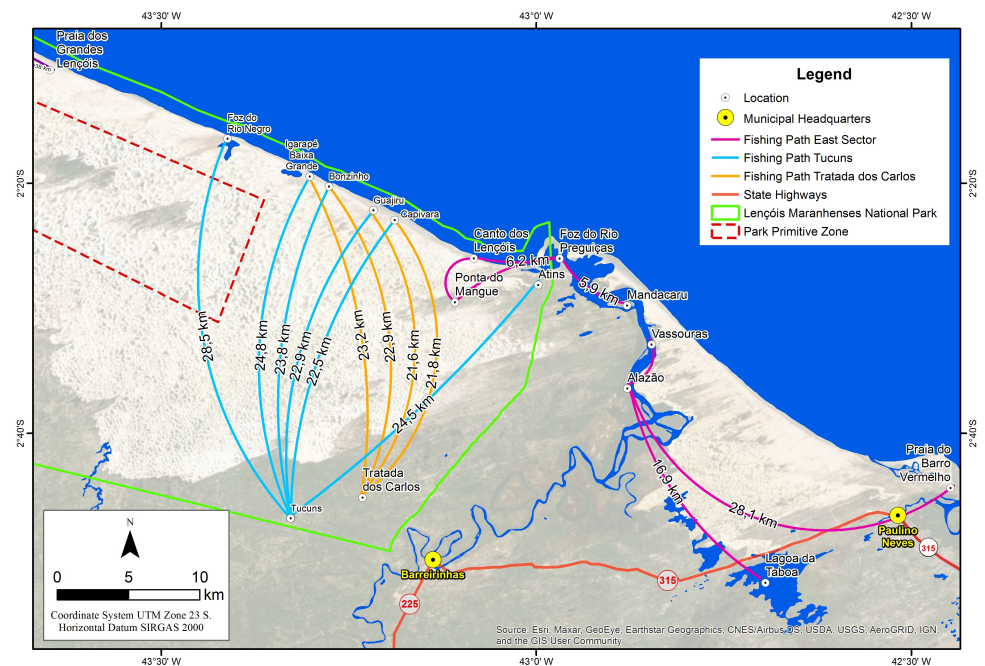 43°30' W
43°0' W
42°30' W
Praia dos
Grandes
Lençóis
38 km
Foz do
Rio Negro
Igarapé
Baixa
Grande
Bonzinho
Guajiru
Capivara
2°20'S
2°20'S
Canto dos
Lençóis
Foz do Rio
Preguiças
6,2 km
Atins
Ponta do
Mangue
5,9 km
Mandacaru
Vassouras
Alazão
28,5 km
24,8 km
23,8 km
22,9 km
22,5 km
23,2 km
22,9 km
21,6 km
21,8 km
24,5 km
2°40'S
2°40'S
16,9 km
28,1 km
Praia do
Barro
Vermelho
Tratada
dos Carlos
Tucuns
Paulino
Neves
315
Barreirinhas
315
225
Lagoa da
Taboa
Legend
Location
Municipal Headquarters
Fishing Path East Sector
Fishing Path Tucuns
Fishing Path Tratada dos Carlos
State Highways
Lençóis Maranhenses National Park
Park Primitive Zone
N
0 5 10
km
Coordinate System UTM Zone 23 S.
Horizontal Datum SIRGAS 2000
Source: Esri, Maxar, GeoEye, Earthstar Geographics, CNES/Airbus DS, USDA, USGS, AeroGRID, IGN,
and the GIS User Community
43°30' W
43°0' W
42°30' W